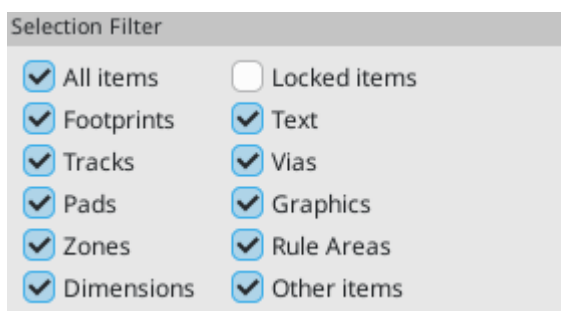 Selection Filter
All items Locked items
Footprints Text
Tracks Vias
Pads Graphics
Zones Rule Areas
Dimensions Other items